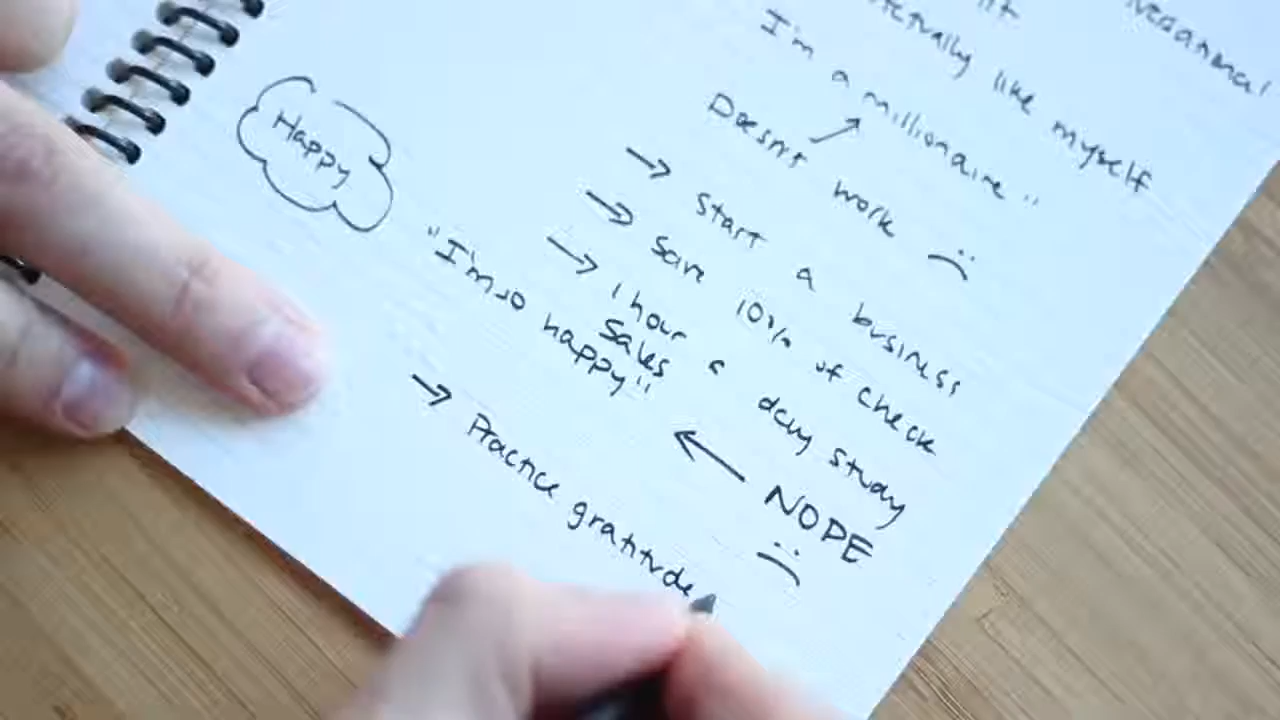 like myself
I'm a millionaire"
Doesn't work :(
→ Start a business
→ Save 10% of check
→ 1 hour a day study
Sales
Happy
"I'm so happy"
← NOPE
:(
→ Practice gratitude